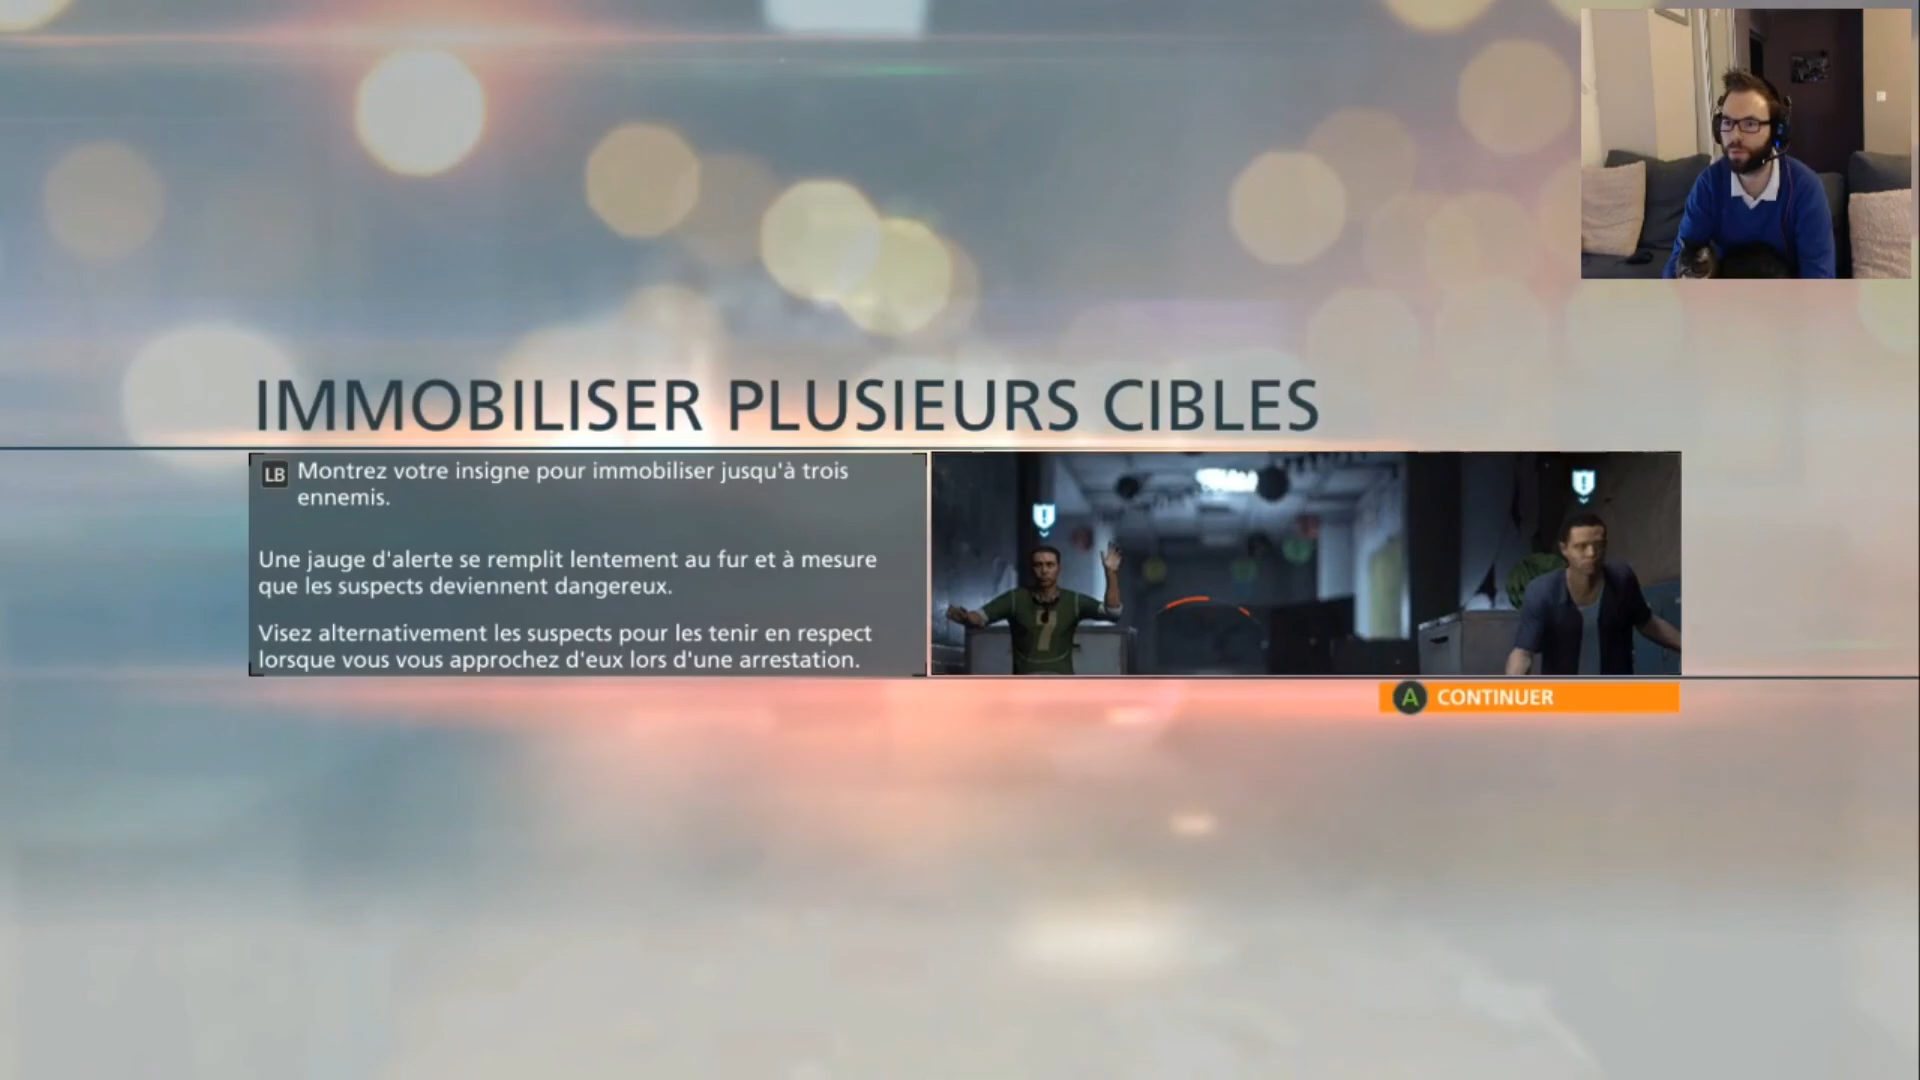 IMMOBILISER PLUSIEURS CIBLES
LB Montrez votre insigne pour immobiliser jusqu'à trois
ennemis.
Une jauge d'alerte se remplit lentement au fur et à mesure
que les suspects deviennent dangereux.
Visez alternativement les suspects pour les tenir en respect
lorsque vous vous approchez d'eux lors d'une arrestation.
A CONTINUER